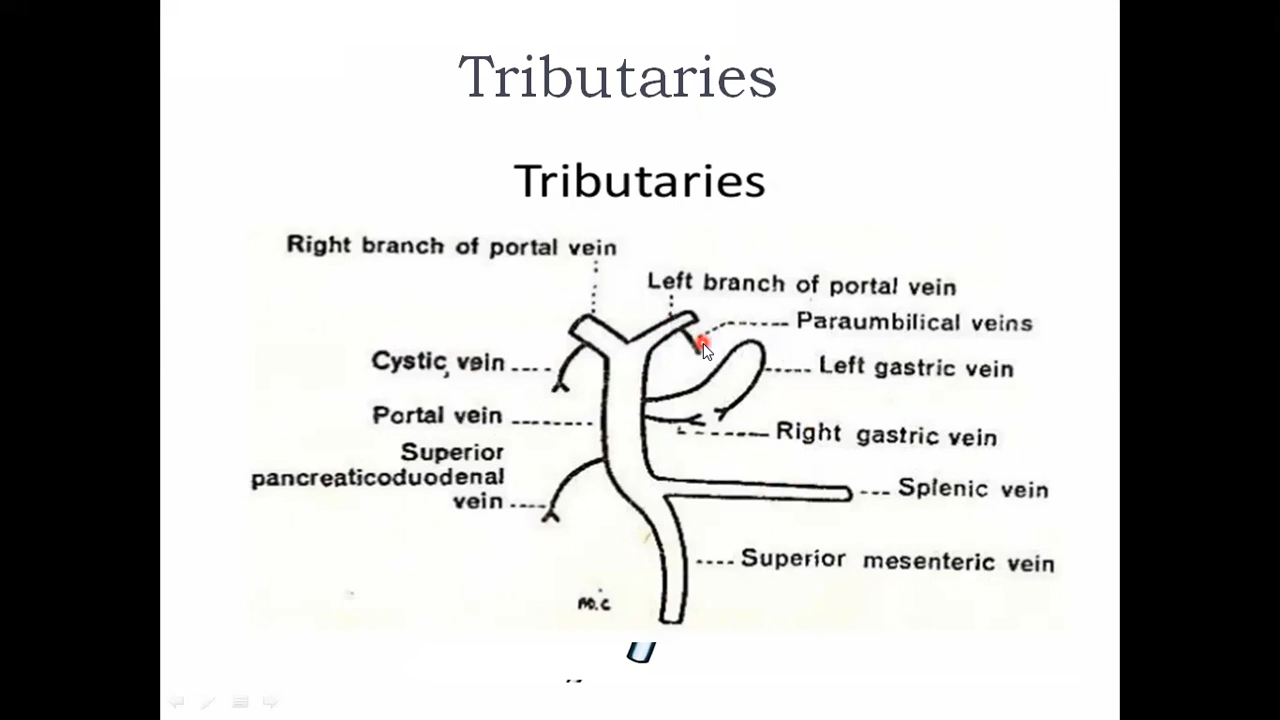 Tributaries
Tributaries
Right branch of portal vein
Left branch of portal vein
Paraumbilical veins
Cystic vein
Left gastric vein
Portal vein
Right gastric vein
Superior
pancreaticoduodenal
vein
Splenic vein
Superior mesenteric vein
m.c